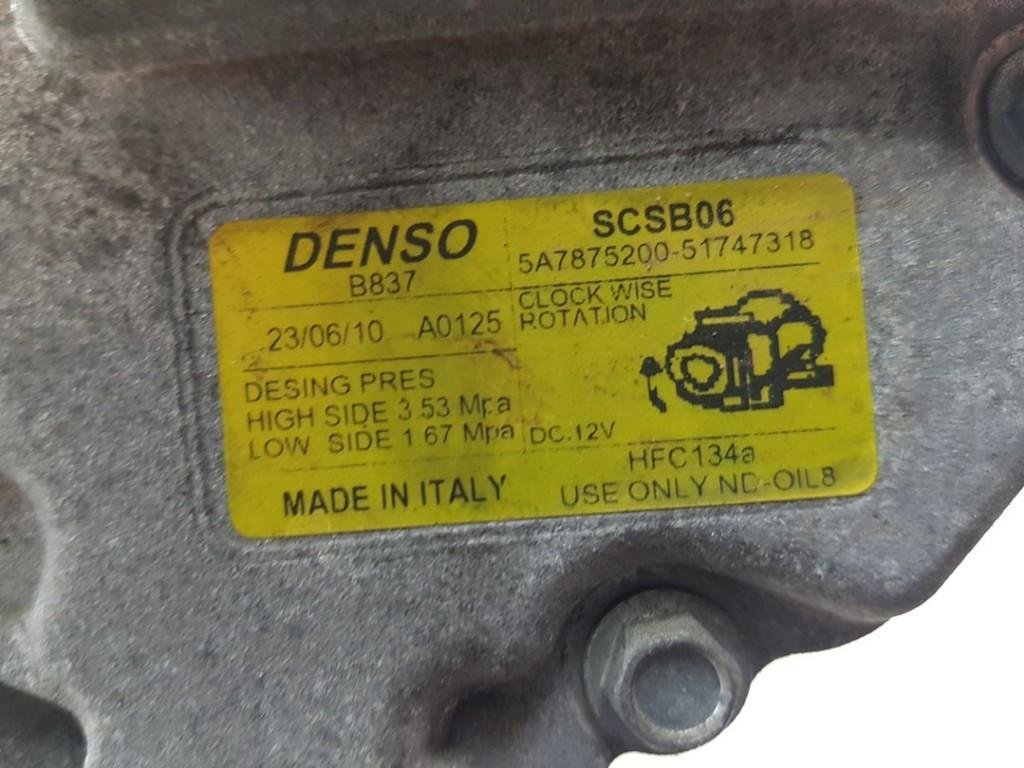 DENSO
B837
23/06/10 A0125
DESING PRES
HIGH SIDE 3.53 Mpa
LOW SIDE 1 67 Mpa
MADE IN ITALY
SCSB06
5A7875200-51747318
CLOCK WISE
ROTATION
DC.12V
HFC134a
USE ONLY ND-OIL8